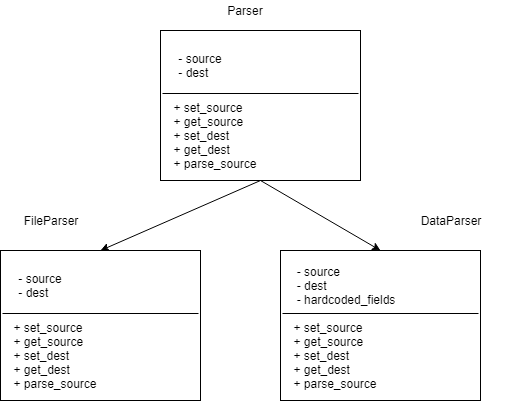 Parser
- source
- dest
+ set_source
+ get_source
+ set_dest
+ get_dest
+ parse_source
FileParser
- source
- dest
+ set_source
+ get_source
+ set_dest
+ get_dest
+ parse_source
DataParser
- source
- dest
- hardcoded_fields
+ set_source
+ get_source
+ set_dest
+ get_dest
+ parse_source